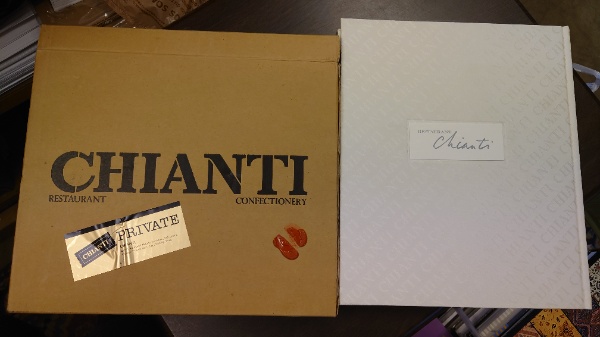 CHIANTI
RESTAURANT CONFECTIONERY
PRIVATE
CHIANTI
Chianti